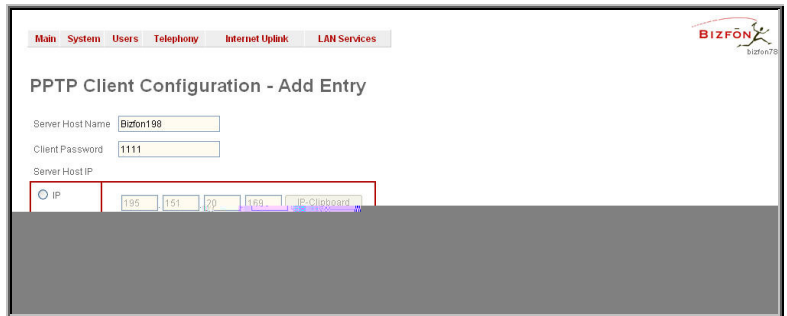 Main System Users Telephony Internet Uplink LAN Services
BIZFŌN
bizfon78
PPTP Client Configuration - Add Entry
Server Host Name Bizfon198
Client Password 1111
Server Host IP
IP 195 . 151 . 20 . 169 . IP-Clipboard